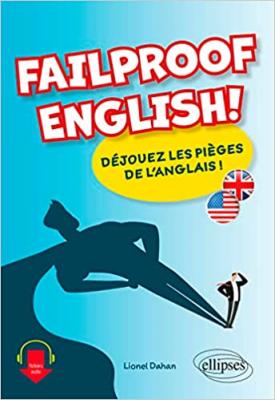 FAILPROOF
ENGLISH!
DÉJOUEZ LES PIÈGES
DE L'ANGLAIS !
Fichiers
audio
Lionel Dahan
ellipses